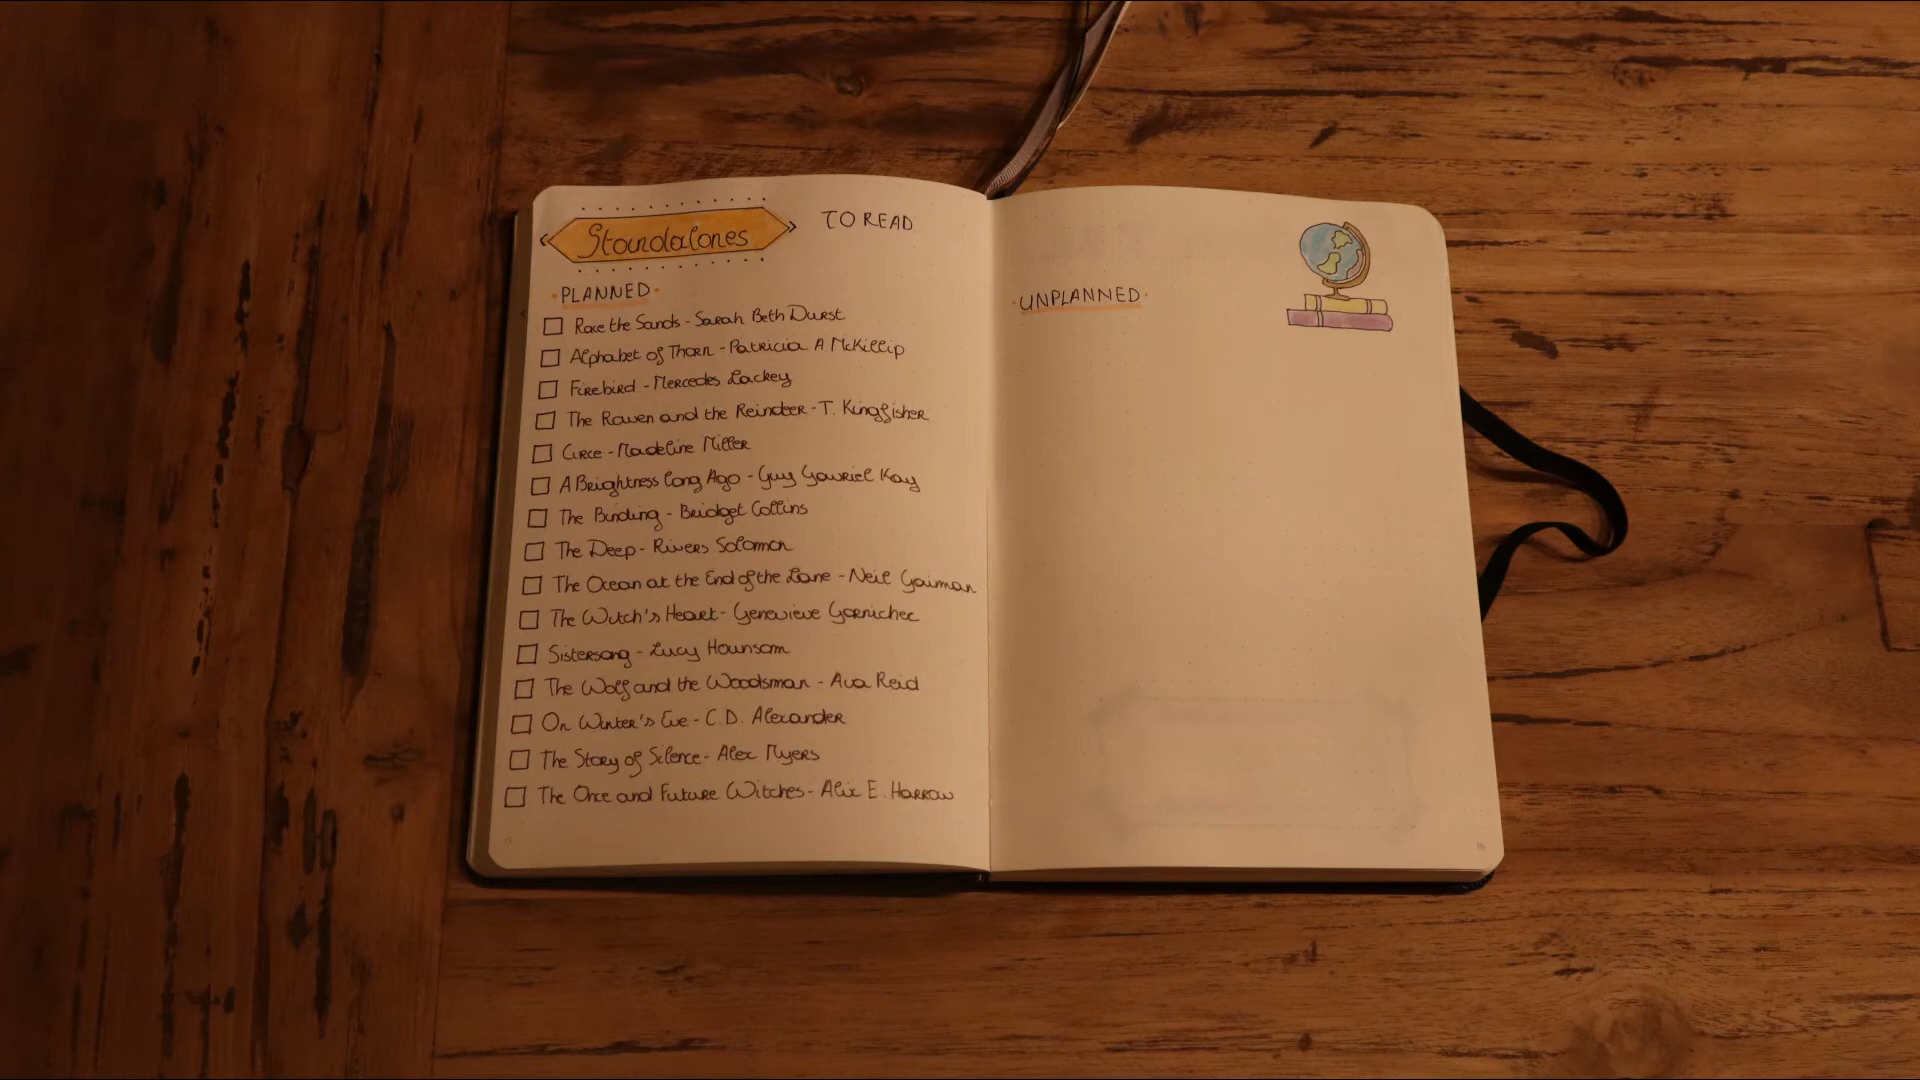 Standalones
TO READ
PLANNED
Race the Sands - Sarah Beth Durst
Alphabet of Thorn - Patricia A McKillip
Firebird - Mercedes Lackey
The Raven and the Reindeer - T. Kingfisher
Circe - Madeline Miller
A Brightness Long Ago - Guy Gavriel Kay
The Binding - Bridget Collins
The Deep - Rivers Solomon
The Ocean at the End of the Lane - Neil Gaiman
The Witch's Heart - Genevieve Gornichec
Sistersong - Lucy Hounsom
The Wolf and the Woodsman - Ava Reid
On Winter's Eve - C.D. Alexander
The Story of Silence - Alex Myers
The Once and Future Witches - Alix E. Harrow
UNPLANNED